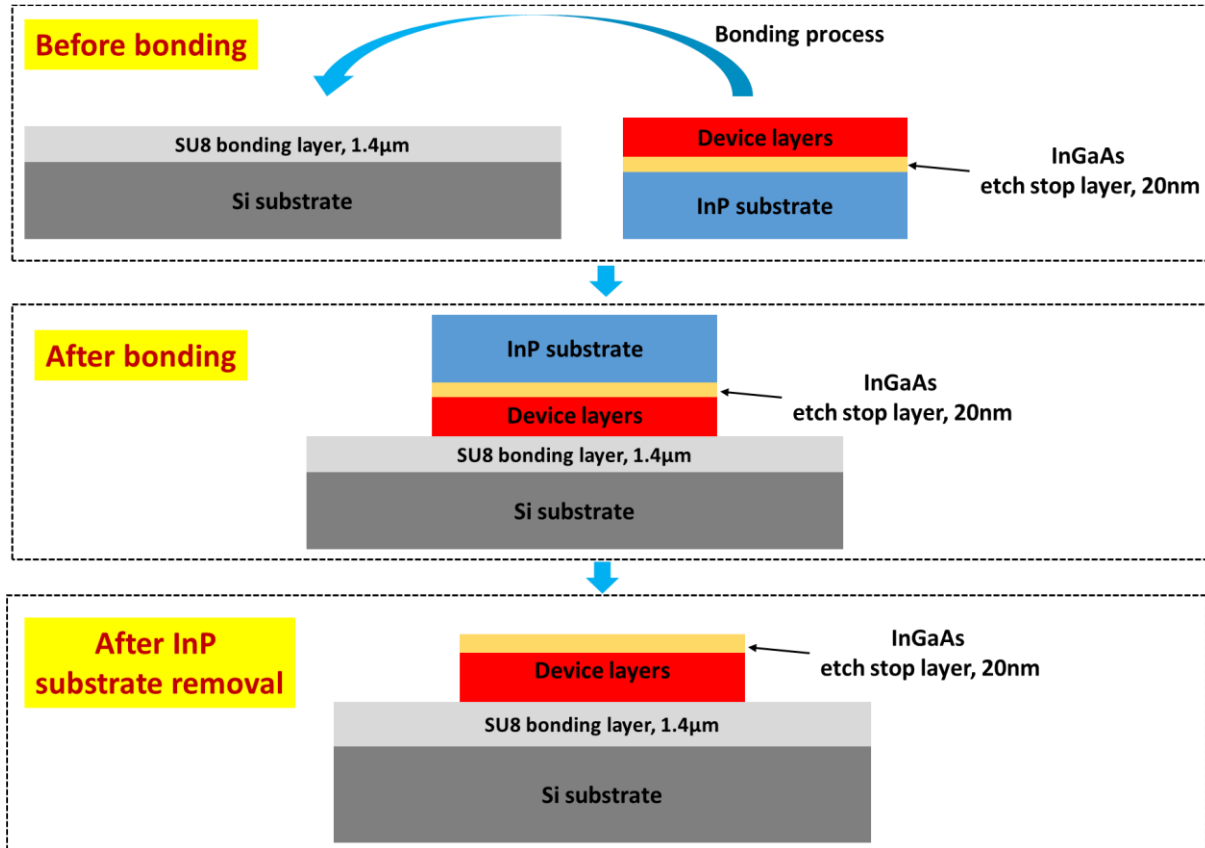 Before bonding
Bonding process
SU8 bonding layer, 1.4μm
Si substrate
Device layers
InP substrate
InGaAs
etch stop layer, 20nm
After bonding
InP substrate
Device layers
SU8 bonding layer, 1.4μm
Si substrate
InGaAs
etch stop layer, 20nm
After InP
substrate removal
Device layers
SU8 bonding layer, 1.4μm
Si substrate
InGaAs
etch stop layer, 20nm